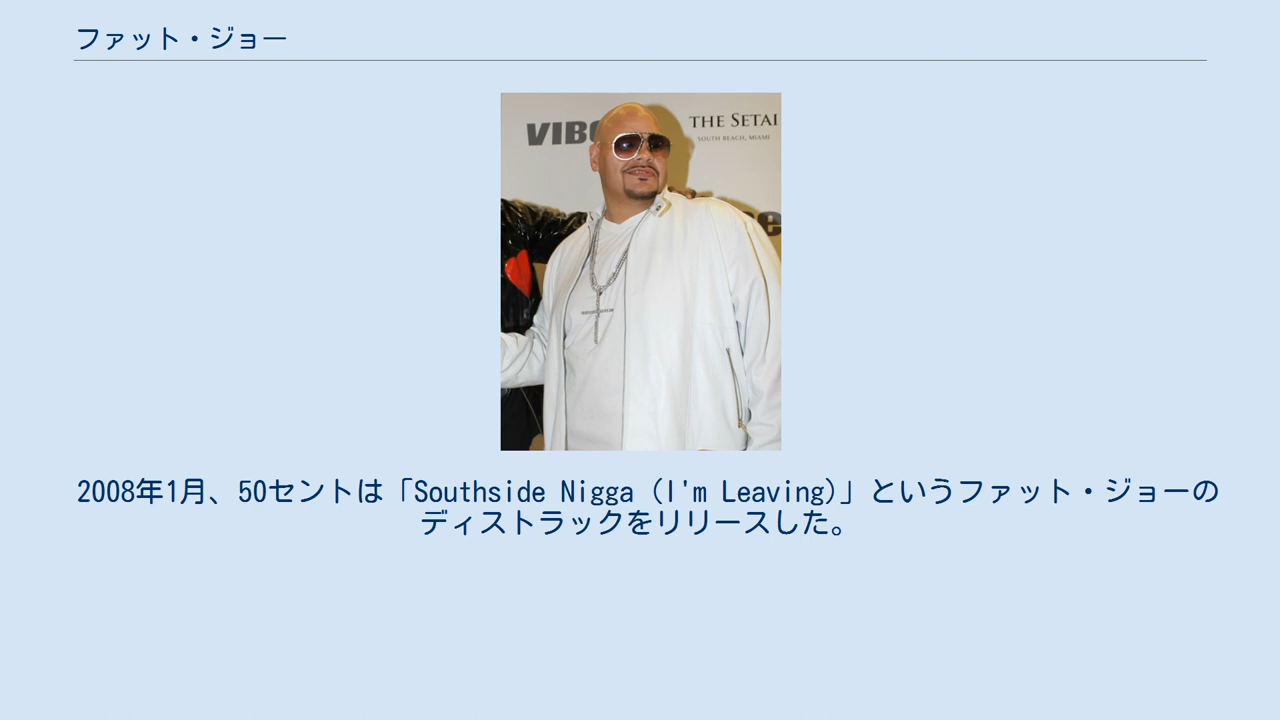 ファット・ジョー
VIBE
THE SETAI
SOUTH BEACH, MIAMI
2008年1月、50セントは「Southside Nigga (I'm Leaving)」というファット・ジョーの
ディストラックをリリースした。